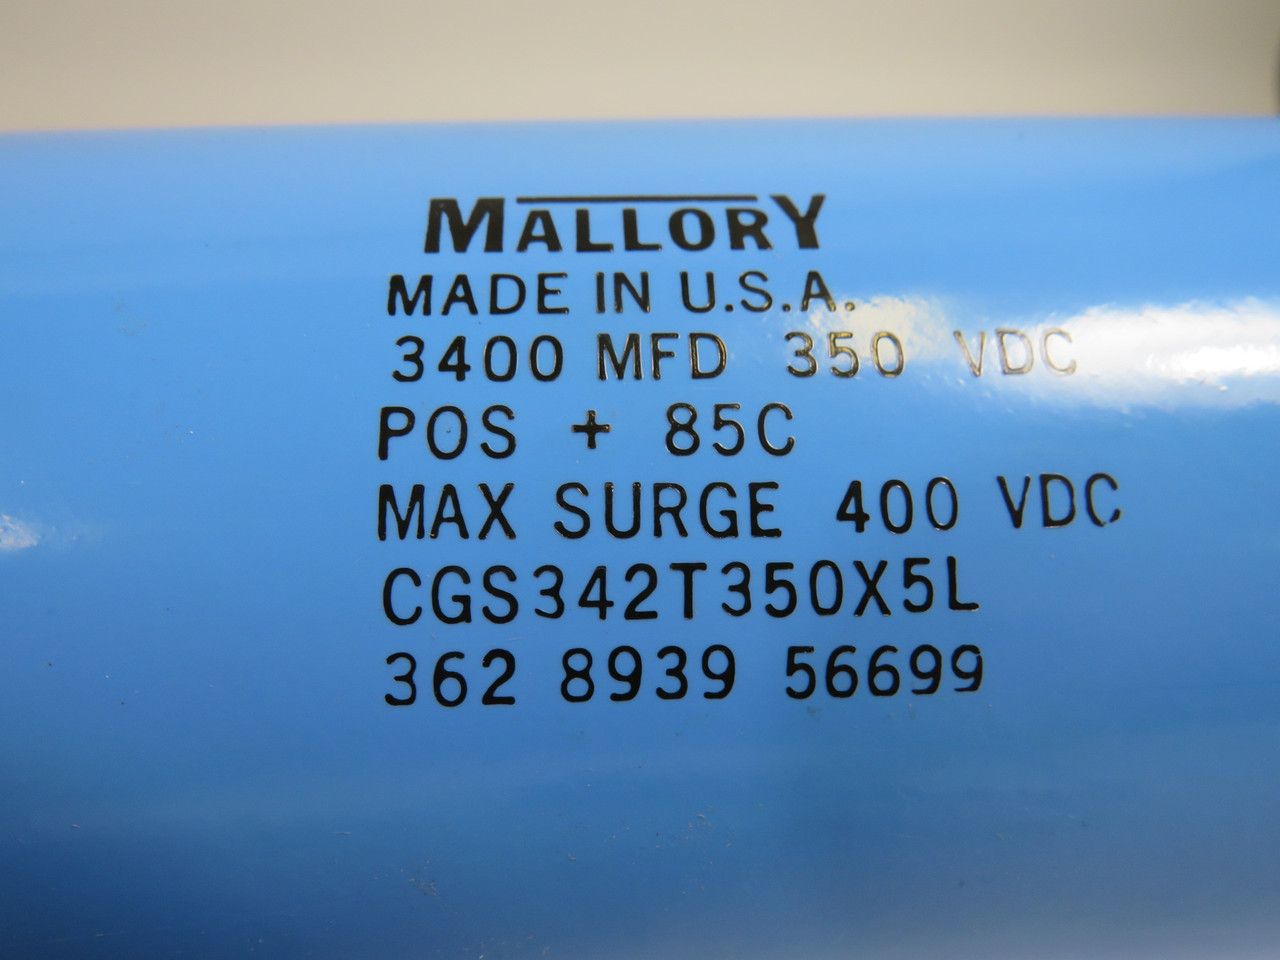 MALLORY
MADE IN U.S.A.
3400 MFD 350 VDC
POS + 85C
MAX SURGE 400 VDC
CGS342T350X5L
362 8939 56699